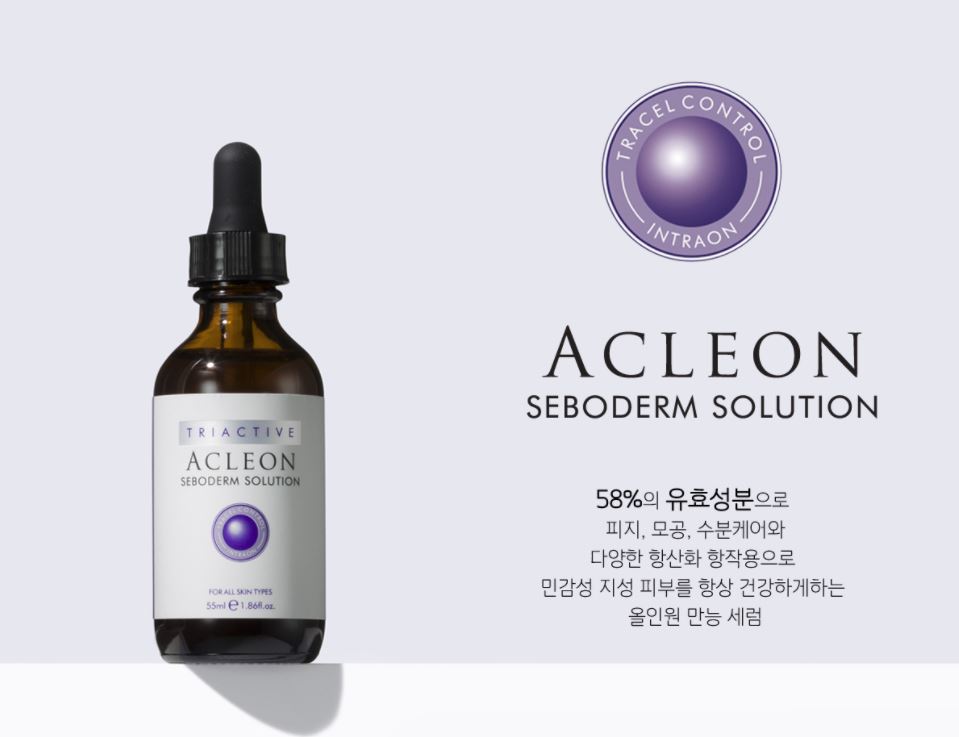 TRACEL CONTROL
INTRAON
ACLEON
SEBODERM SOLUTION
58%의 유효성분으로
피지, 모공, 수분케어와
다양한 항산화 항작용으로
민감성 지성 피부를 항상 건강하게하는
올인원 만능 세럼
TRIACTIVE
ACLEON
SEBODERM SOLUTION
TRACEL CONTROL
INTRAON
FOR ALL SKIN TYPES
55ml e 1.86fl.oz.